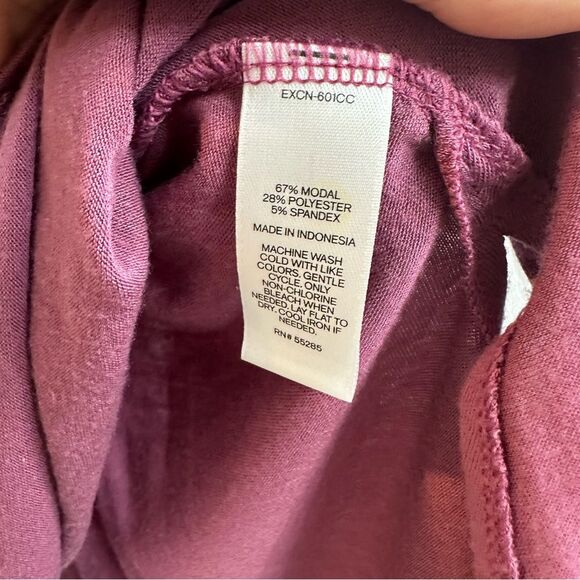 EXCN-601CC
67% MODAL
28% POLYESTER
5% SPANDEX
MADE IN INDONESIA
MACHINE WASH
COLD WITH LIKE
COLORS. GENTLE
CYCLE. ONLY
NON-CHLORINE
BLEACH WHEN
NEEDED. LAY FLAT TO
DRY. COOL IRON IF
NEEDED.
RN# 55285